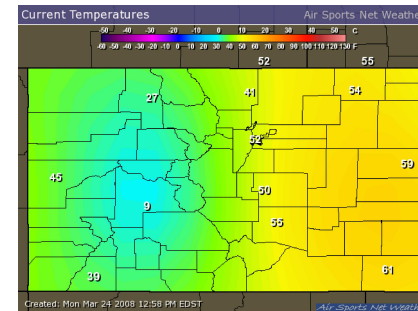 Current Temperatures Air Sports Net Weathe
-50 -40 -30 -20 -10 0 10 20 30 40 50 C
-60 -50 -40 -30 -20 -10 0 10 20 30 40 50 60 70 80 90 100 110 120 130 F
52 55
27 41 54
52
59
45
50
9
55
39 61
Created: Mon Mar 24 2008 12:58 PM EDST Air Sports Net Weath